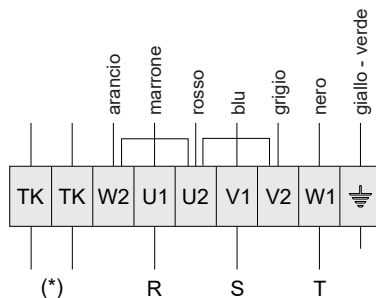 arancio marrone rosso blu grigio nero giallo - verde
TK TK W2 U1 U2 V1 V2 W1
(*) R S T